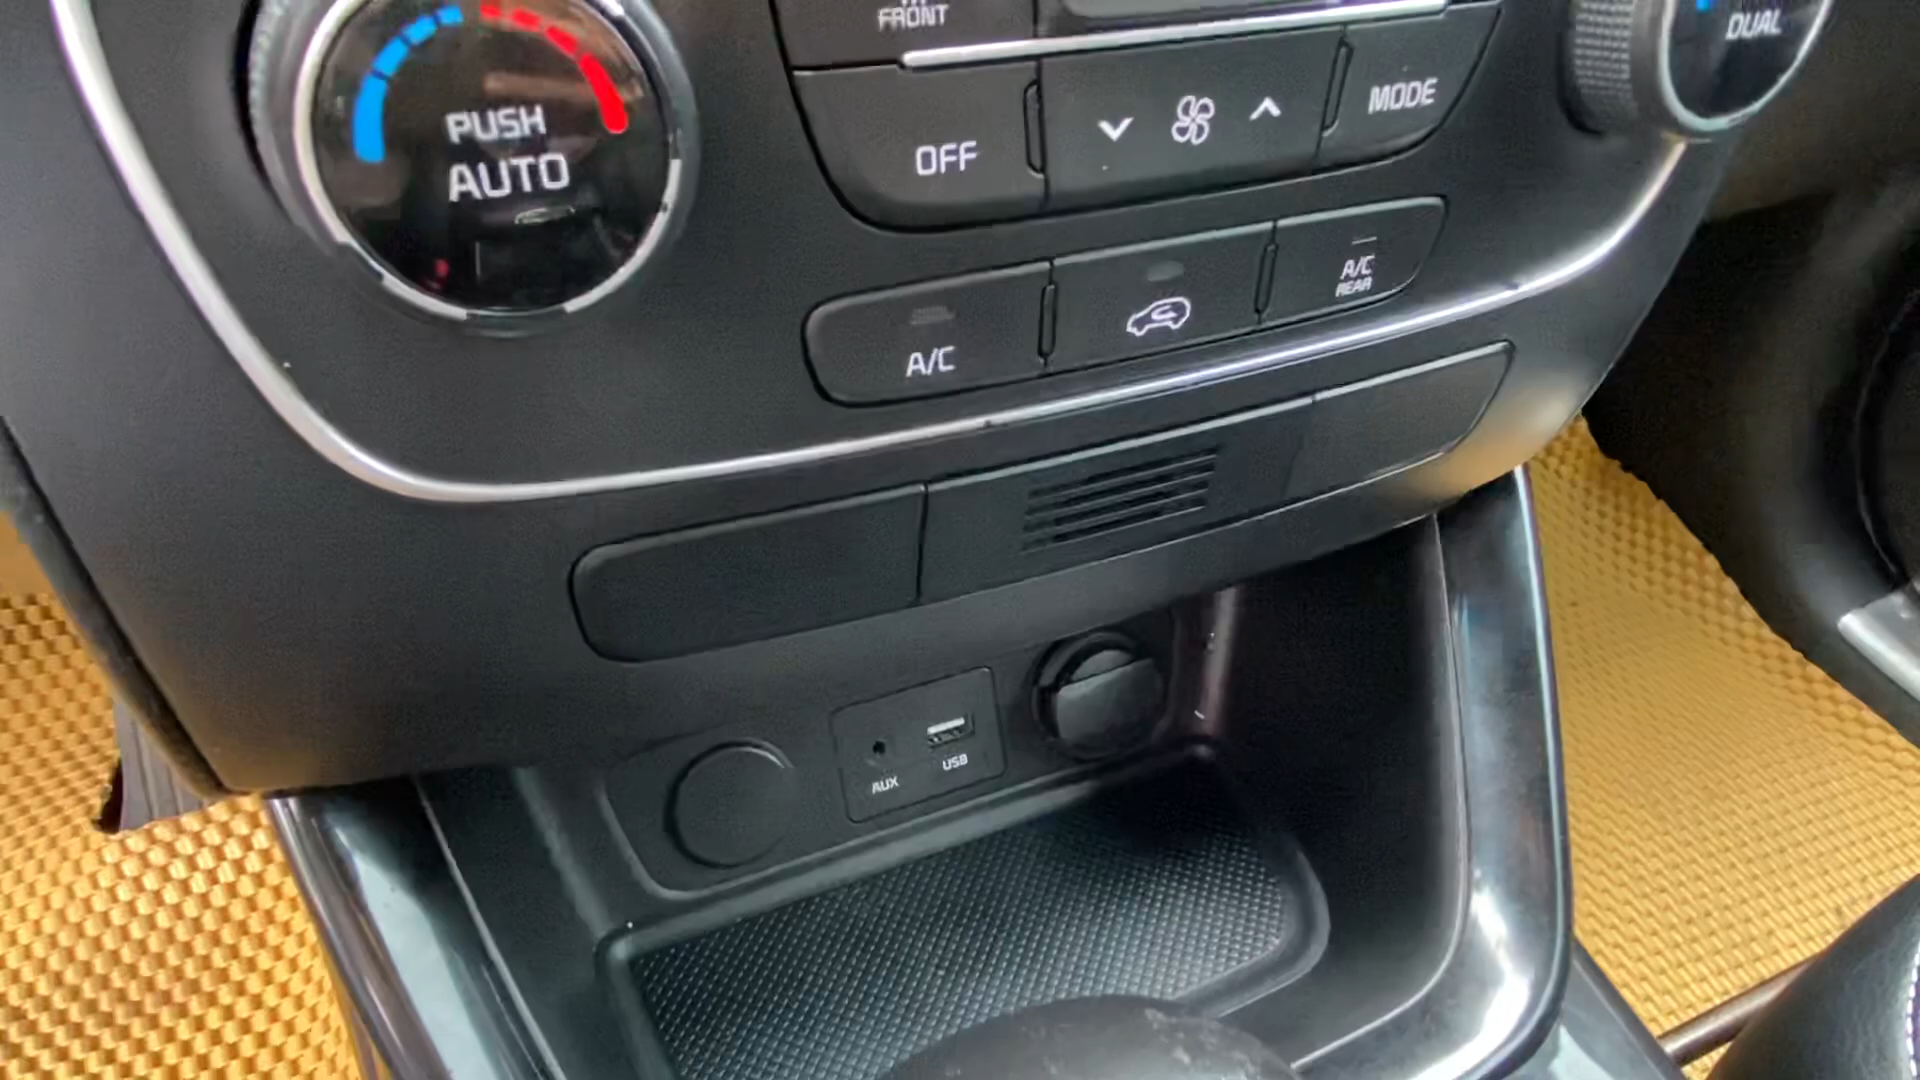 FRONT
DUAL
PUSH
AUTO
OFF
MODE
A/C
A/C
REAR
AUX
USB